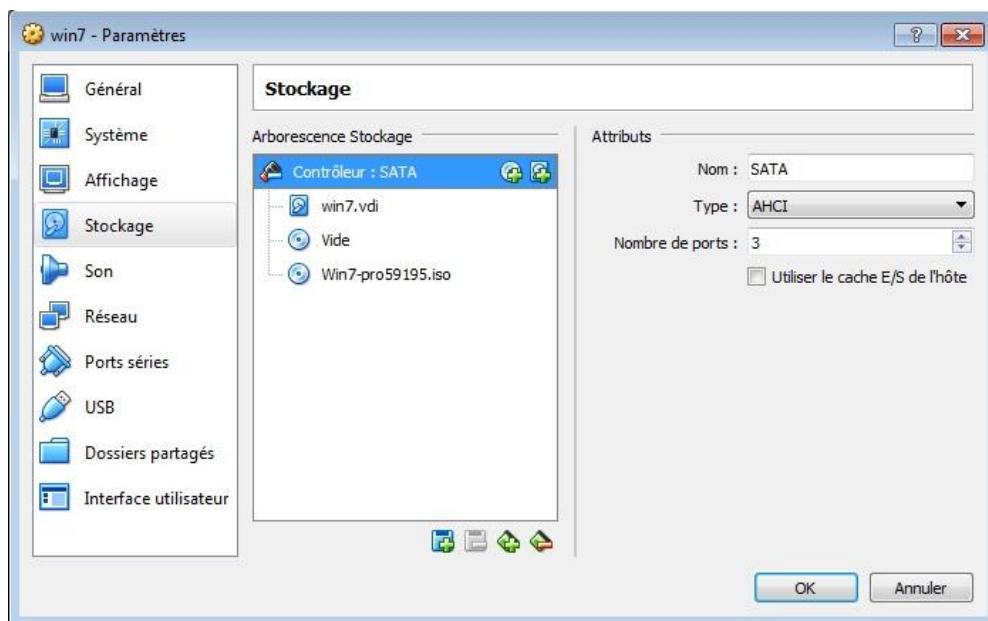 win7 - Paramètres
Général
Système
Affichage
Stockage
Son
Réseau
Ports séries
USB
Dossiers partagés
Interface utilisateur
Stockage
Arborescence Stockage
Contrôleur : SATA
win7.vdi
Vide
Win7-pro59195.iso
Attributs
Nom : SATA
Type : AHCI
Nombre de ports : 3
Utiliser le cache E/S de l'hôte
OK
Annuler